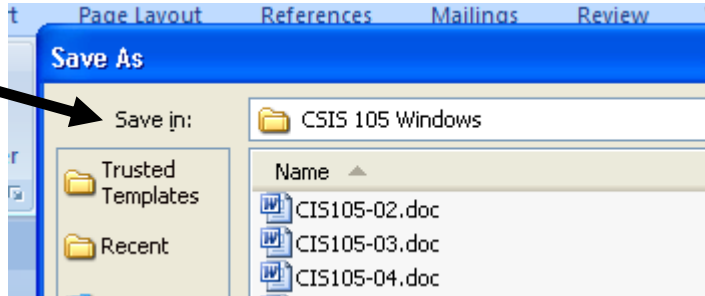 Page Layout References Mailings Review
Save As
Save in: CSIS 105 Windows
Trusted Templates
Name
CIS105-02.doc
Recent
CIS105-03.doc
CIS105-04.doc